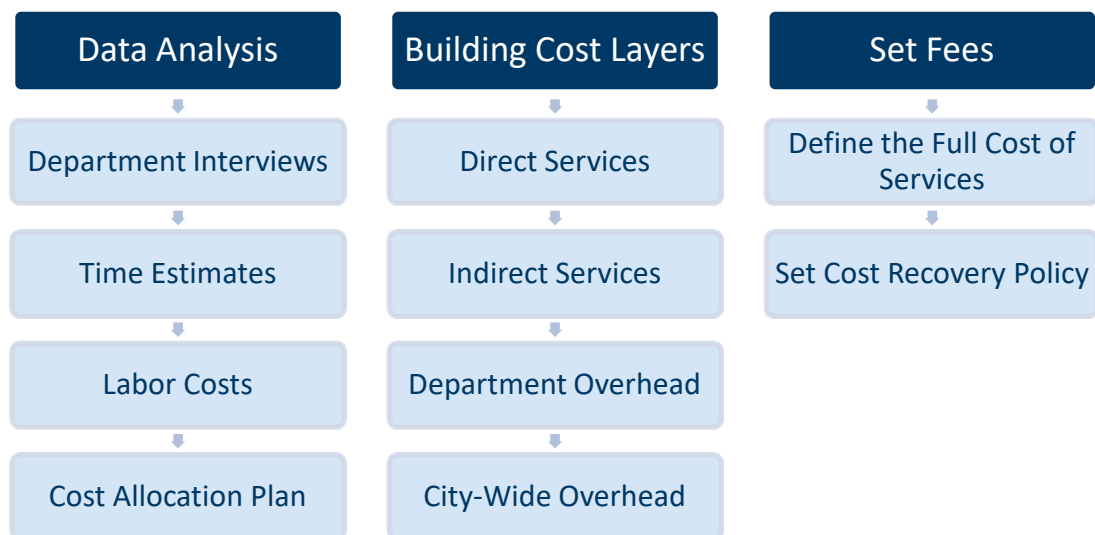 Data Analysis
Department Interviews
Time Estimates
Labor Costs
Cost Allocation Plan
Building Cost Layers
Direct Services
Indirect Services
Department Overhead
City-Wide Overhead
Set Fees
Define the Full Cost of
Services
Set Cost Recovery Policy